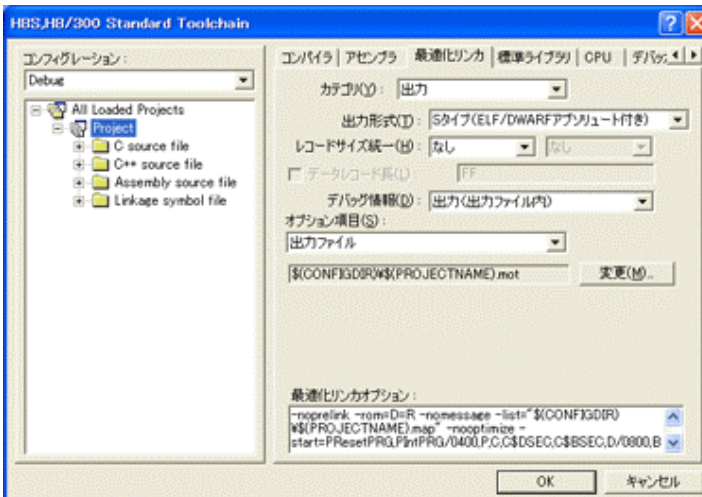 H8S,H8/300 Standard Toolchain
コンフィグレーション:
Debug
All Loaded Projects
Project
C source file
C++ source file
Assembly source file
Linkage symbol file
コンパイラ アセンブラ 最適化リンカ 標準ライブラリ CPU デバッ
カテゴリ(Y): 出力
出力形式(T): Sタイプ(ELF/DWARFアブソリュート付き)
レコードサイズ統一(H): なし なし
データレコード長(L): FF
デバッグ情報(D): 出力(出力ファイル内)
オプション項目(S):
出力ファイル
$(CONFIGDIR)¥$(PROJECTNAME).mot 変更(M)...
最適化リンカオプション:
-noprelink -rom=D=R -nomessage -list="$(CONFIGDIR)
¥$(PROJECTNAME).map" -nooptimize -
start=PResetPRG,PIntPRG/0400,P,C,C$DSEC,C$BSEC,D/0800,B
OK キャンセル